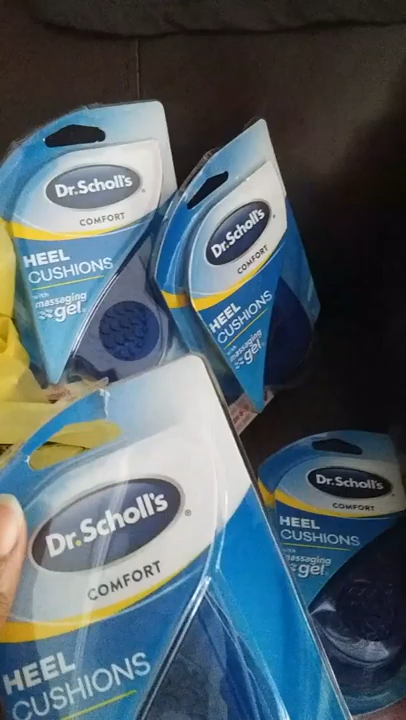 Dr.Scholl's
COMFORT
HEEL
CUSHIONS
with
massaging
gel®
Dr.Scholl's
COMFORT
HEEL
CUSHIONS
with
massaging
gel®
Dr.Scholl's®
COMFORT
HEEL
CUSHIONS
Dr.Scholl's
COMFORT
HEEL
CUSHIONS
with
massaging
gel®